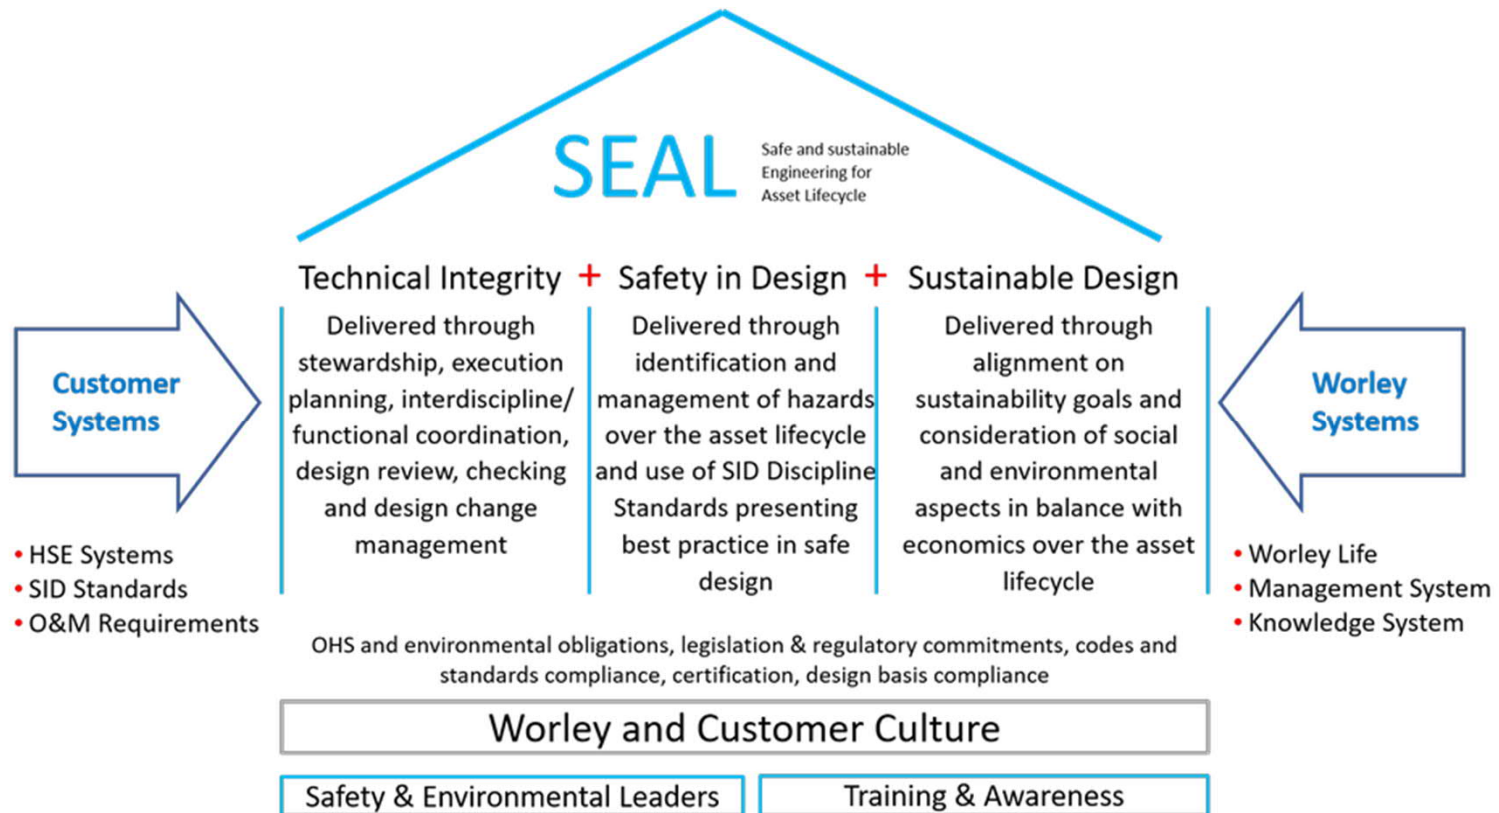 SEAL
Safe and sustainable
Engineering for
Asset Lifecycle
Technical Integrity + Safety in Design + Sustainable Design
Delivered through
stewardship, execution
planning, interdiscipline/
functional coordination,
design review, checking
and design change
management
Delivered through
identification and
management of hazards
over the asset lifecycle
and use of SID Discipline
Standards presenting
best practice in safe
design
Delivered through
alignment on
sustainability goals and
consideration of social
and environmental
aspects in balance with
economics over the asset
lifecycle
Customer
Systems
• HSE Systems
• SID Standards
• O&M Requirements
Worley
Systems
• Worley Life
• Management System
• Knowledge System
OHS and environmental obligations, legislation & regulatory commitments, codes and
standards compliance, certification, design basis compliance
Worley and Customer Culture
Safety & Environmental Leaders
Training & Awareness